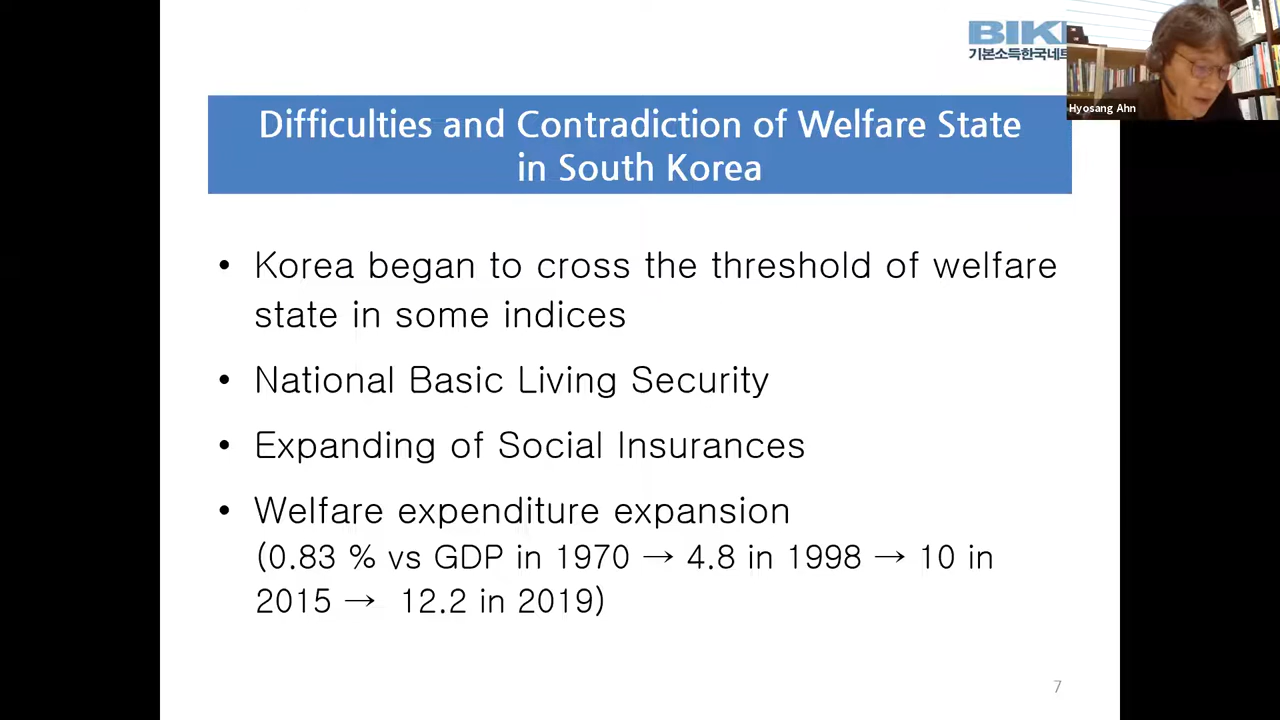 BIK
기본소득한국네트
Hyosang Ahn
Difficulties and Contradiction of Welfare State
in South Korea
• Korea began to cross the threshold of welfare
state in some indices
• National Basic Living Security
• Expanding of Social Insurances
• Welfare expenditure expansion
(0.83 % vs GDP in 1970 → 4.8 in 1998 → 10 in
2015 → 12.2 in 2019)
7